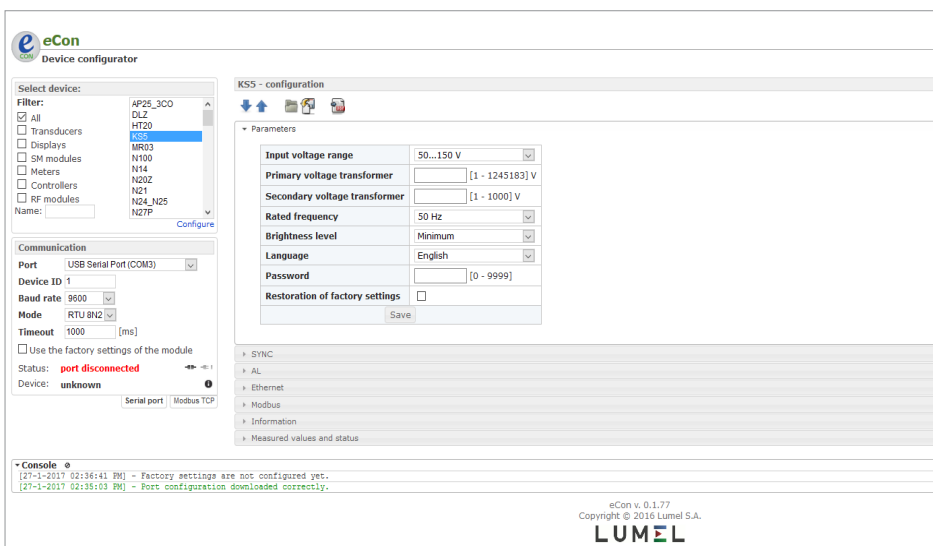 e eCon
CON Device configurator
Select device:
Filter:
All
Transducers
Displays
SM modules
Meters
Controllers
RF modules
Name:
AP25_3CO
DLZ
HT20
KS5
MR03
N100
N14
N20Z
N21
N24_N25
N27P
Configure
Communication
Port USB Serial Port (COM3)
Device ID 1
Baud rate 9600
Mode RTU 8N2
Timeout 1000 [ms]
Use the factory settings of the module
Status: port disconnected
Device: unknown
Serial port Modbus TCP
KS5 - configuration
Parameters
Input voltage range 50...150 V
Primary voltage transformer [1 - 1245183] V
Secondary voltage transformer [1 - 1000] V
Rated frequency 50 Hz
Brightness level Minimum
Language English
Password [0 - 9999]
Restoration of factory settings
Save
SYNC
AL
Ethernet
Modbus
Information
Measured values and status
Console
[27-1-2017 02:36:41 PM] - Factory settings are not configured yet.
[27-1-2017 02:35:03 PM] - Port configuration downloaded correctly.
eCon v. 0.1.77
Copyright © 2016 Lumel S.A.
LUMEL